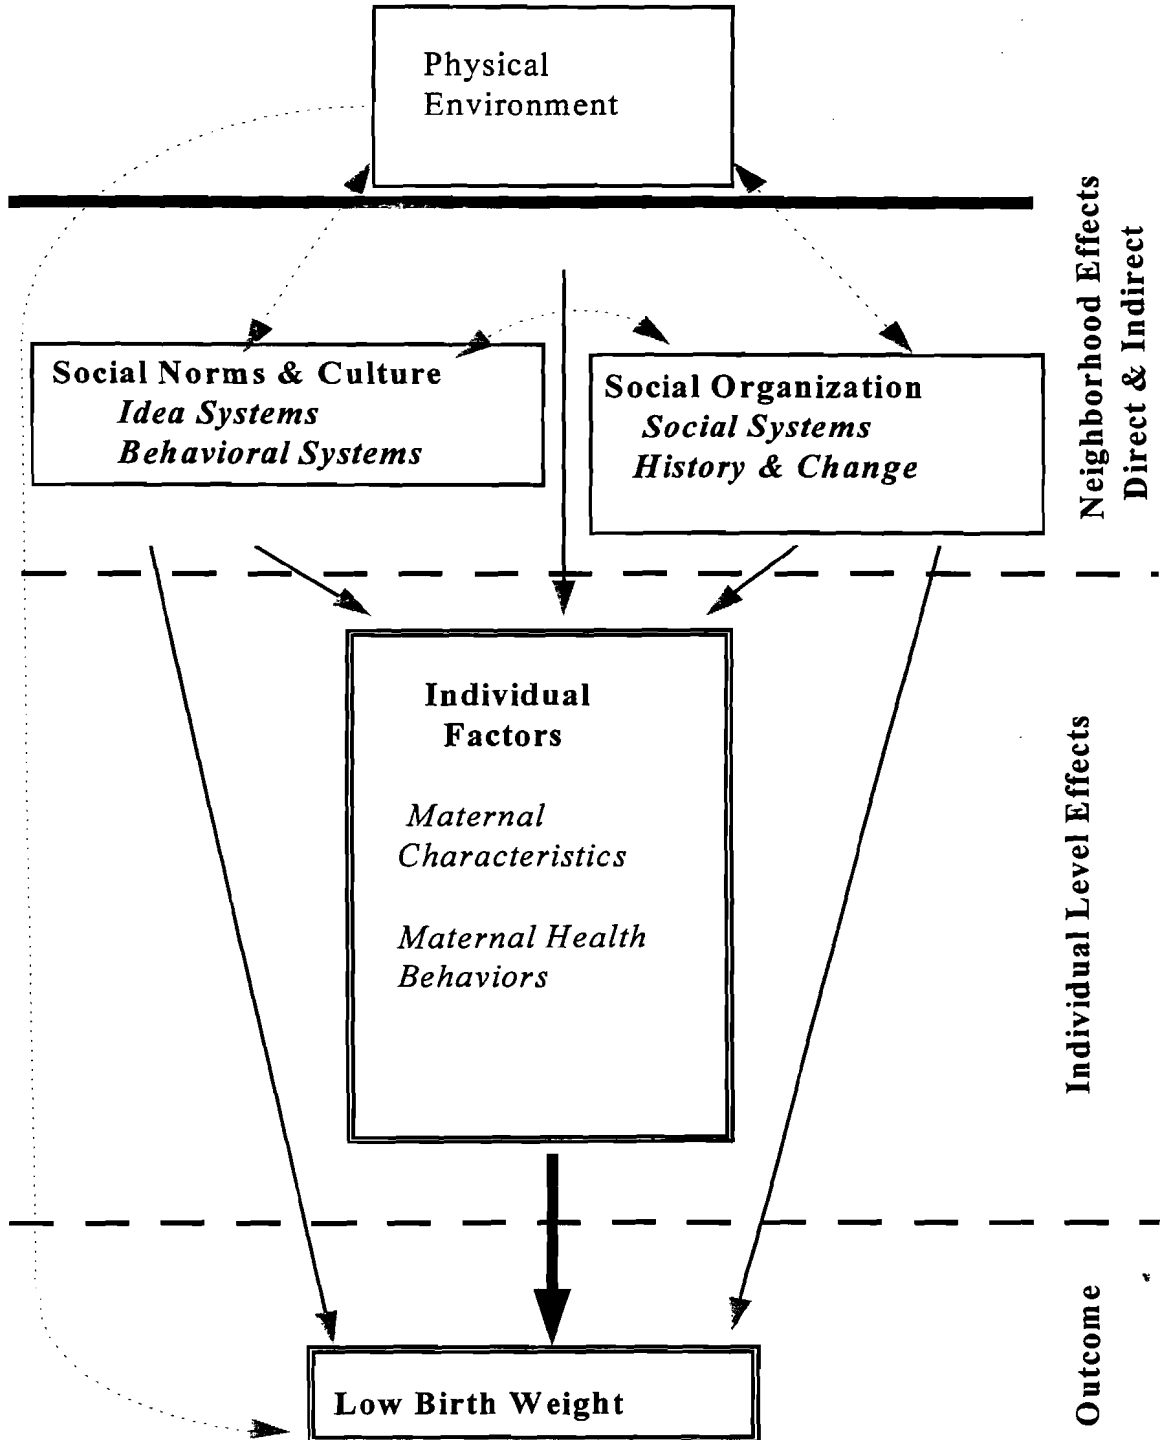 Physical
Environment
Neighborhood Effects
Direct & Indirect
Social Norms & Culture
Idea Systems
Behavioral Systems
Social Organization
Social Systems
History & Change
Individual
Factors
Maternal
Characteristics
Maternal Health
Behaviors
Individual Level Effects
Outcome
Low Birth Weight